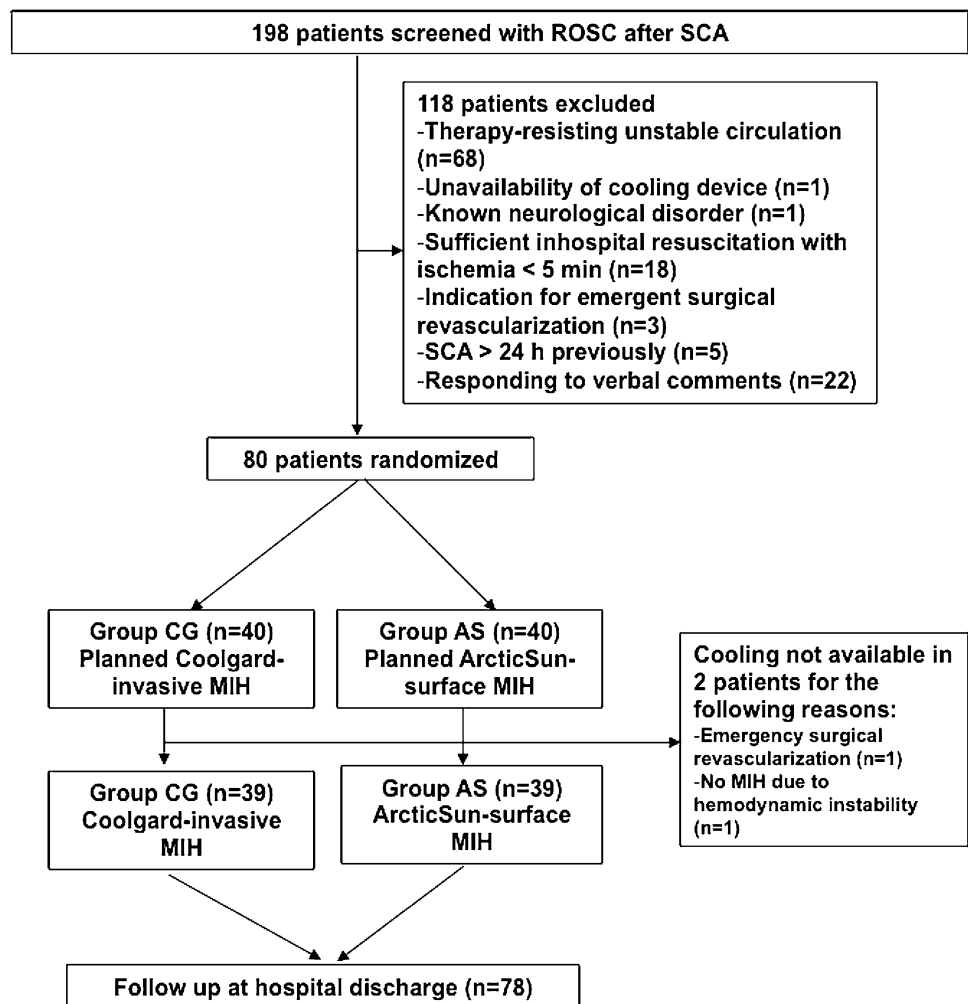 198 patients screened with ROSC after SCA
118 patients excluded
-Therapy-resisting unstable circulation
(n=68)
-Unavailability of cooling device (n=1)
-Known neurological disorder (n=1)
-Sufficient inhospital resuscitation with
ischemia < 5 min (n=18)
-Indication for emergent surgical
revascularization (n=3)
-SCA > 24 h previously (n=5)
-Responding to verbal comments (n=22)
80 patients randomized
Group CG (n=40)
Planned Coolgard-
invasive MIH
Group AS (n=40)
Planned ArcticSun-
surface MIH
Cooling not available in
2 patients for the
following reasons:
-Emergency surgical
revascularization (n=1)
-No MIH due to
hemodynamic instability
(n=1)
Group CG (n=39)
Coolgard-invasive
MIH
Group AS (n=39)
ArcticSun-surface
MIH
Follow up at hospital discharge (n=78)